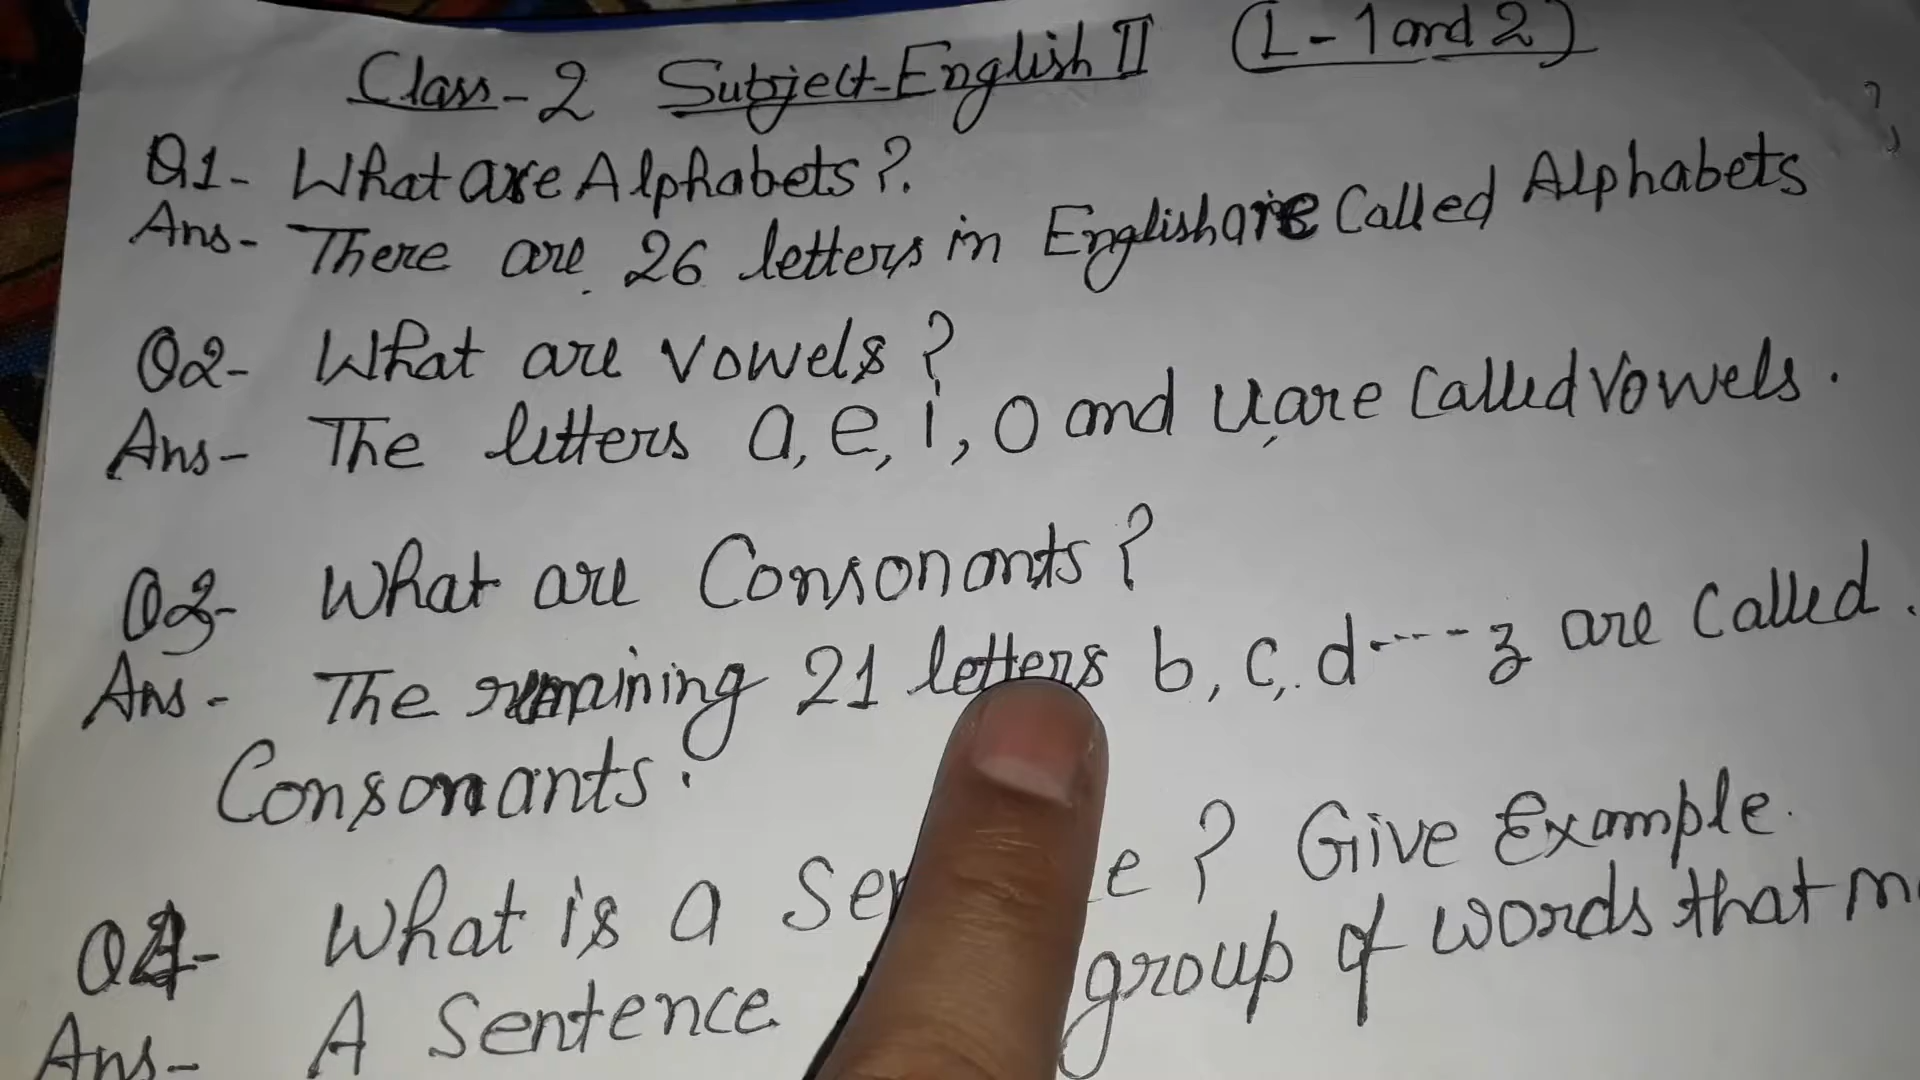 Class-2 Subject-English II (L-1 and 2)
Q1- What are Alphabets?
Ans- There are 26 letters in English are Called Alphabets
Q2- What are Vowels?
Ans- The letters a, e, i, o and u, are Called Vowels.
Q3- What are Consonants?
Ans- The remaining 21 letters b, c, d----z are Called
Consonants.
Q4- What is a ? Give Example.
Ans- A Sentence group of words that